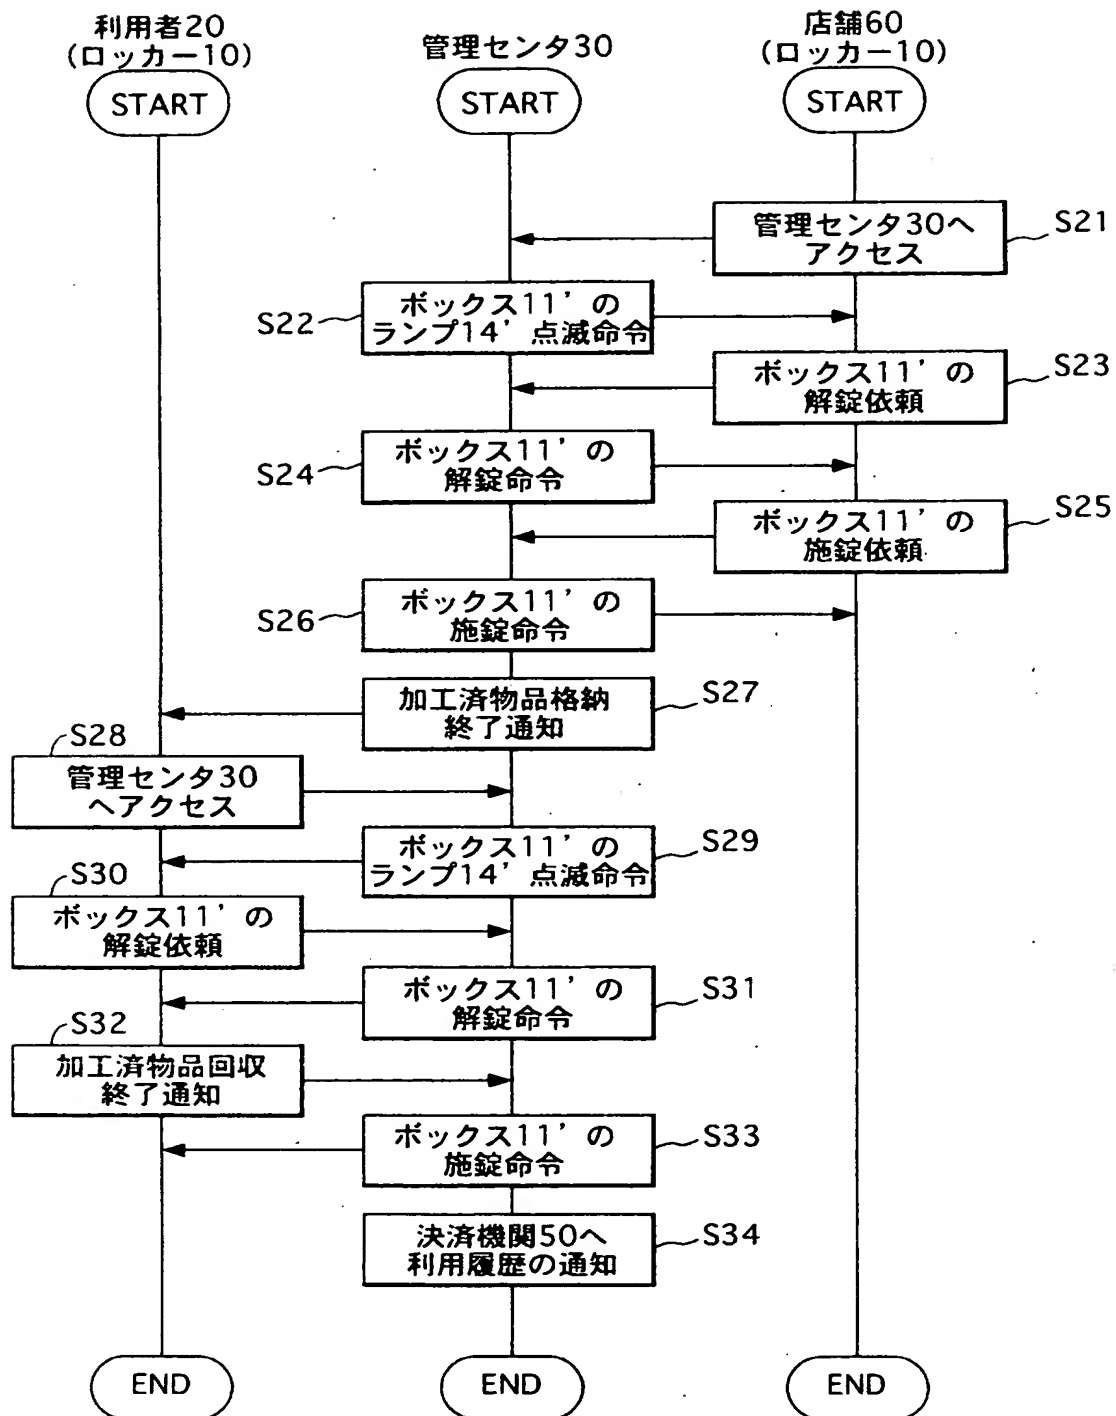 利用者20
(ロッカー10)
START
管理センタ30
START
店舗60
(ロッカー10)
START
管理センタ30へ
アクセス
S21
S22
ボックス11’の
ランプ14’点滅命令
ボックス11’の
解錠依頼
S23
S24
ボックス11’の
解錠命令
ボックス11’の
施錠依頼
S25
S26
ボックス11’の
施錠命令
加工済物品格納
終了通知
S27
S28
管理センタ30
へアクセス
ボックス11’の
ランプ14’点滅命令
S29
S30
ボックス11’の
解錠依頼
ボックス11’の
解錠命令
S31
S32
加工済物品回収
終了通知
ボックス11’の
施錠命令
S33
決済機関50へ
利用履歴の通知
S34
END
END
END